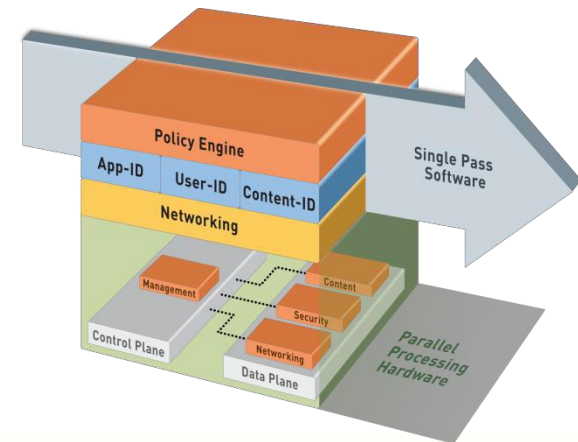 Policy Engine
App-ID
User-ID
Content-ID
Networking
Single Pass
Software
Management
Content
Security
Networking
Control Plane
Data Plane
Parallel
Processing
Hardware